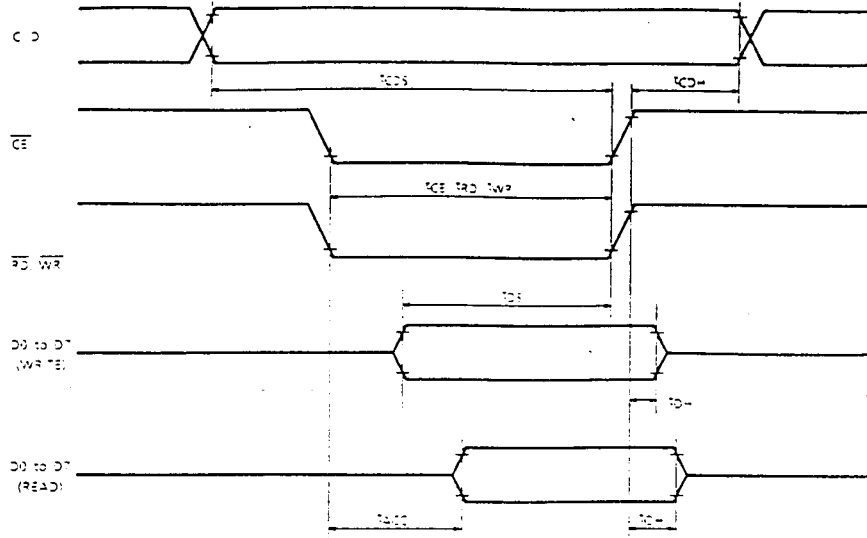 C/D
TCDS
TCDH
CE
TCE, TRD, TWR
RD, WR
TDS
D0 to D7
(WRITE)
TDH
D0 to D7
(READ)
TACC
TOH